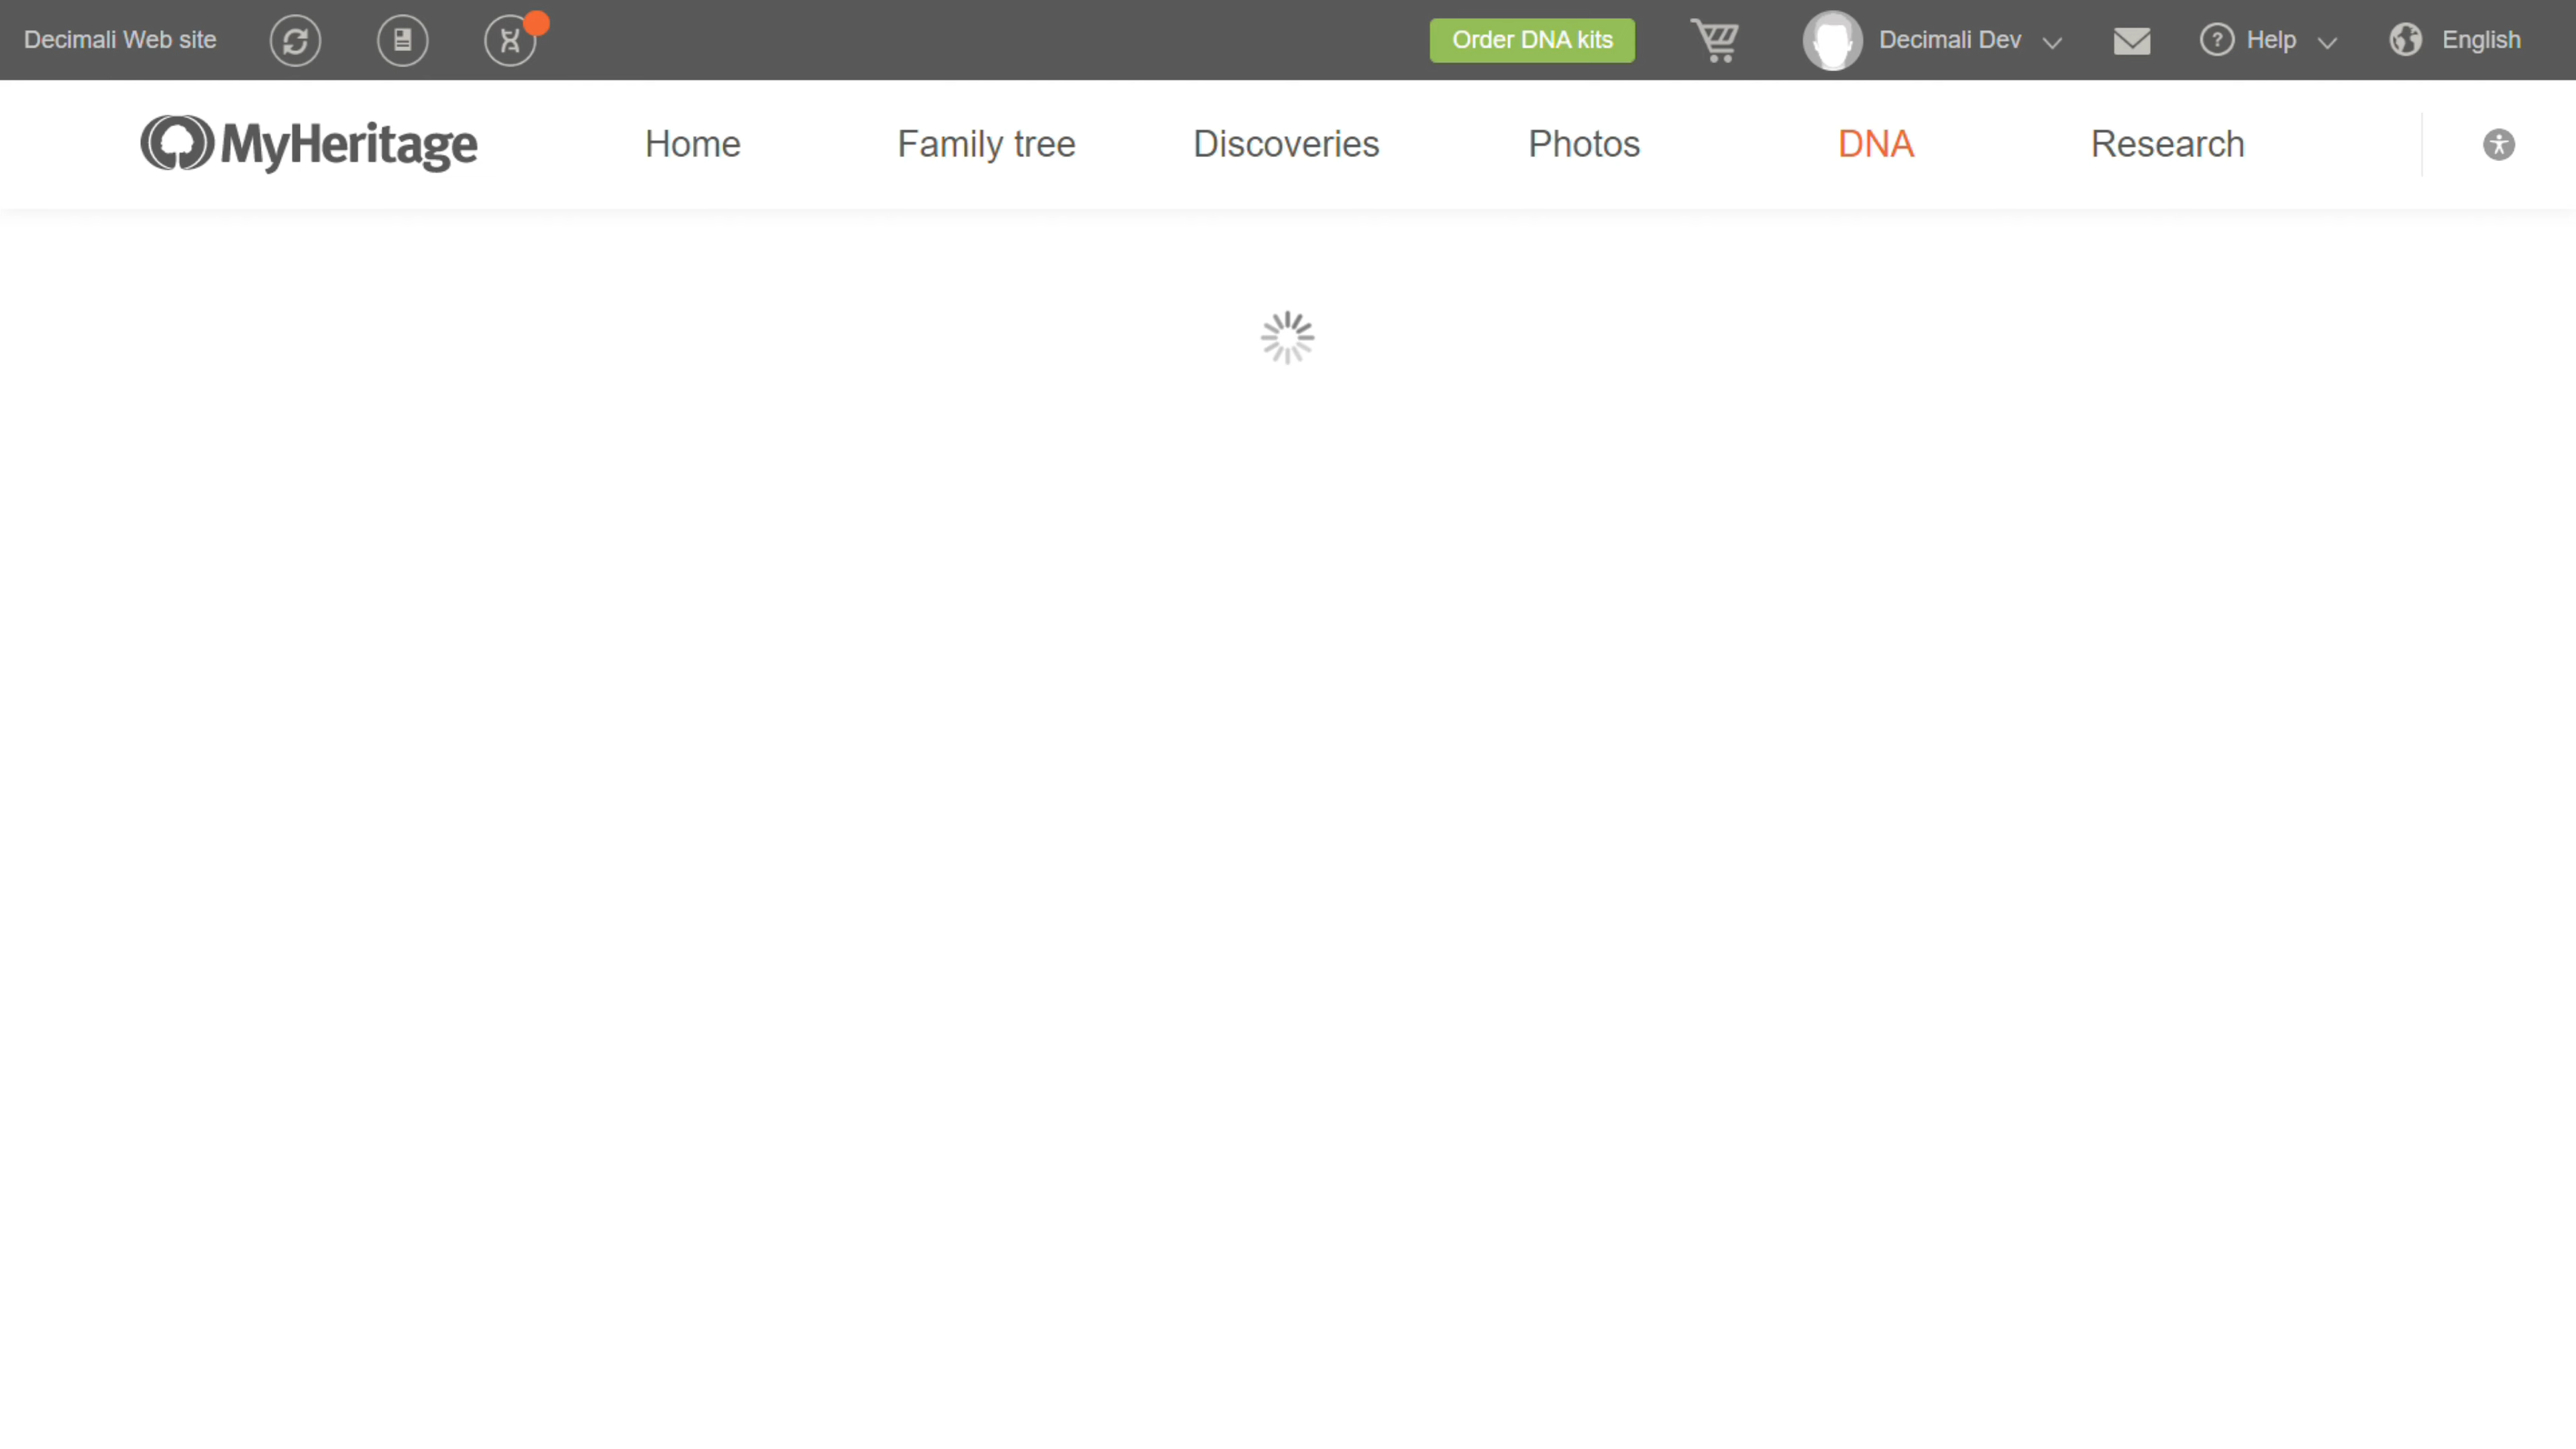 Decimali Web site
Order DNA kits
Decimali Dev
Help
English
MyHeritage
Home
Family tree
Discoveries
Photos
DNA
Research